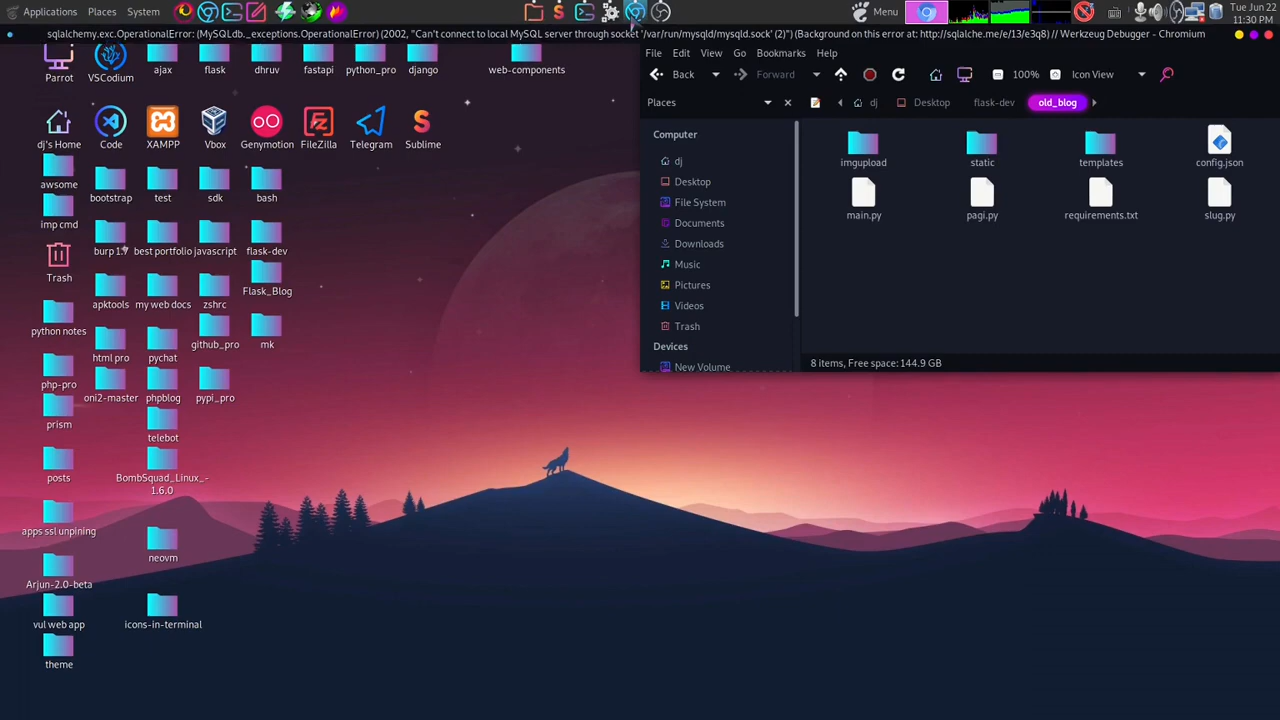 Applications Places System
Menu
Tue Jun 22
11:30 PM
sqlalchemy.exc.OperationalError: (MySQLdb._exceptions.OperationalError) (2002, "Can't connect to local MySQL server through socket '/var/run/mysqld/mysqld.sock' (2)") (Background on this error at: http://sqlalche.me/e/13/e3q8) // Werkzeug Debugger - Chromium
Parrot
VSCodium
ajax
flask
dhruv
fastapi
python_pro
django
web-components
dj's Home
Code
XAMPP
Vbox
Genymotion
FileZilla
Telegram
Sublime
awsome
bootstrap
test
sdk
bash
imp cmd
burp 1.7
best portfolio
javascript
flask-dev
Trash
Flask_Blog
apktools
my web docs
zshrc
python notes
html pro
pychat
github_pro
mk
php-pro
oni2-master
phpblog
pypi_pro
prism
telebot
posts
BombSquad_Linux_-
1.6.0
apps ssl unpining
neovm
Arjun-2.0-beta
vul web app
icons-in-terminal
theme
File Edit View Go Bookmarks Help
Back Forward 100% Icon View
Places dj Desktop flask-dev old_blog
Computer
dj
Desktop
File System
Documents
Downloads
Music
Pictures
Videos
Trash
Devices
New Volume
imgupload static templates config.json
main.py pagi.py requirements.txt slug.py
8 items, Free space: 144.9 GB